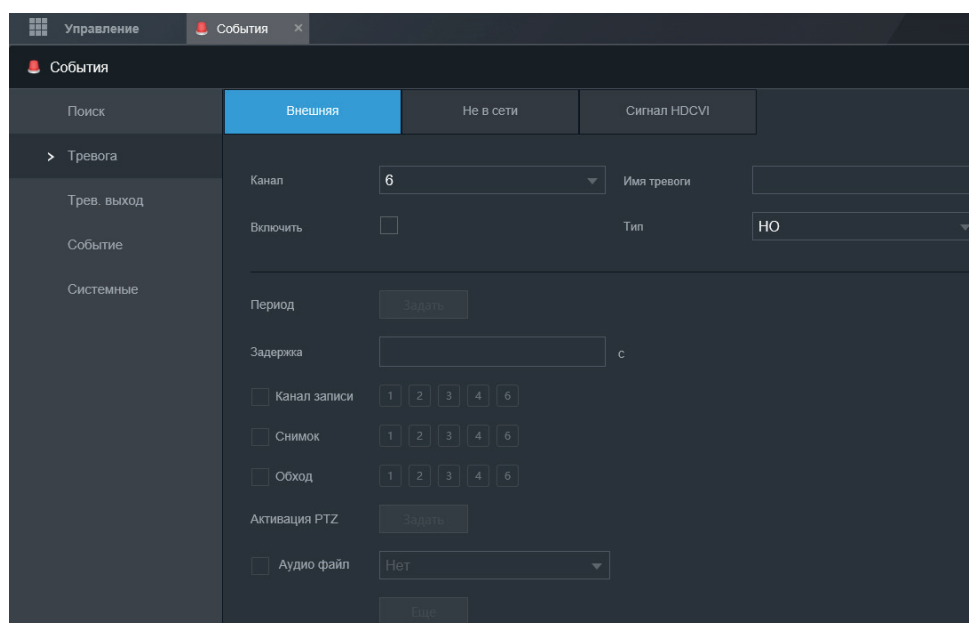 Управление
События ×
События
Поиск
Внешняя
Не в сети
Сигнал HDCVI
> Тревога
Канал 6 Имя тревоги
Трев. выход
Включить Тип НО
Событие
Системные
Период Задать
Задержка с
Канал записи 1 2 3 4 6
Снимок 1 2 3 4 6
Обход 1 2 3 4 6
Активация PTZ Задать
Аудио файл Нет
Еще